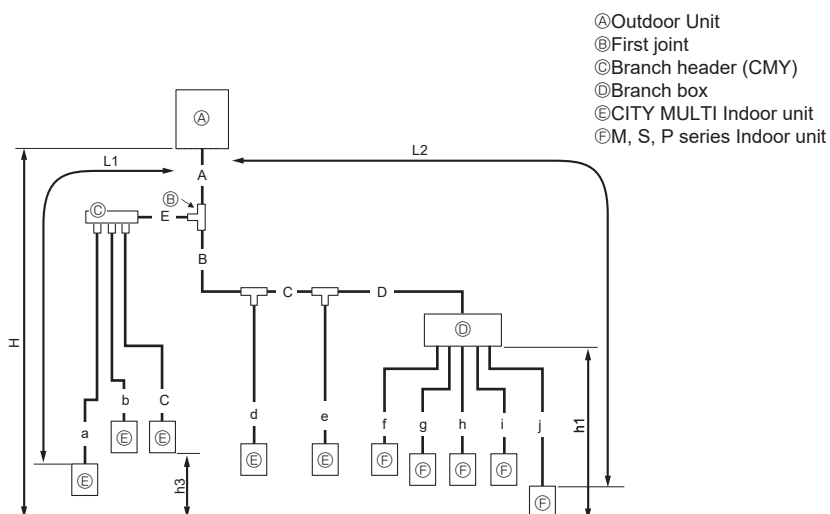 ⒶOutdoor Unit
ⒷFirst joint
ⒸBranch header (CMY)
ⒹBranch box
ⒺCITY MULTI Indoor unit
ⒻM, S, P series Indoor unit
Ⓐ
L1
L2
A
Ⓑ
Ⓒ
E
B
C
D
Ⓓ
H
a
b
C
d
e
f
g
h
i
j
h1
h3
Ⓔ
Ⓔ
Ⓔ
Ⓔ
Ⓔ
Ⓕ
Ⓕ
Ⓕ
Ⓕ
Ⓕ